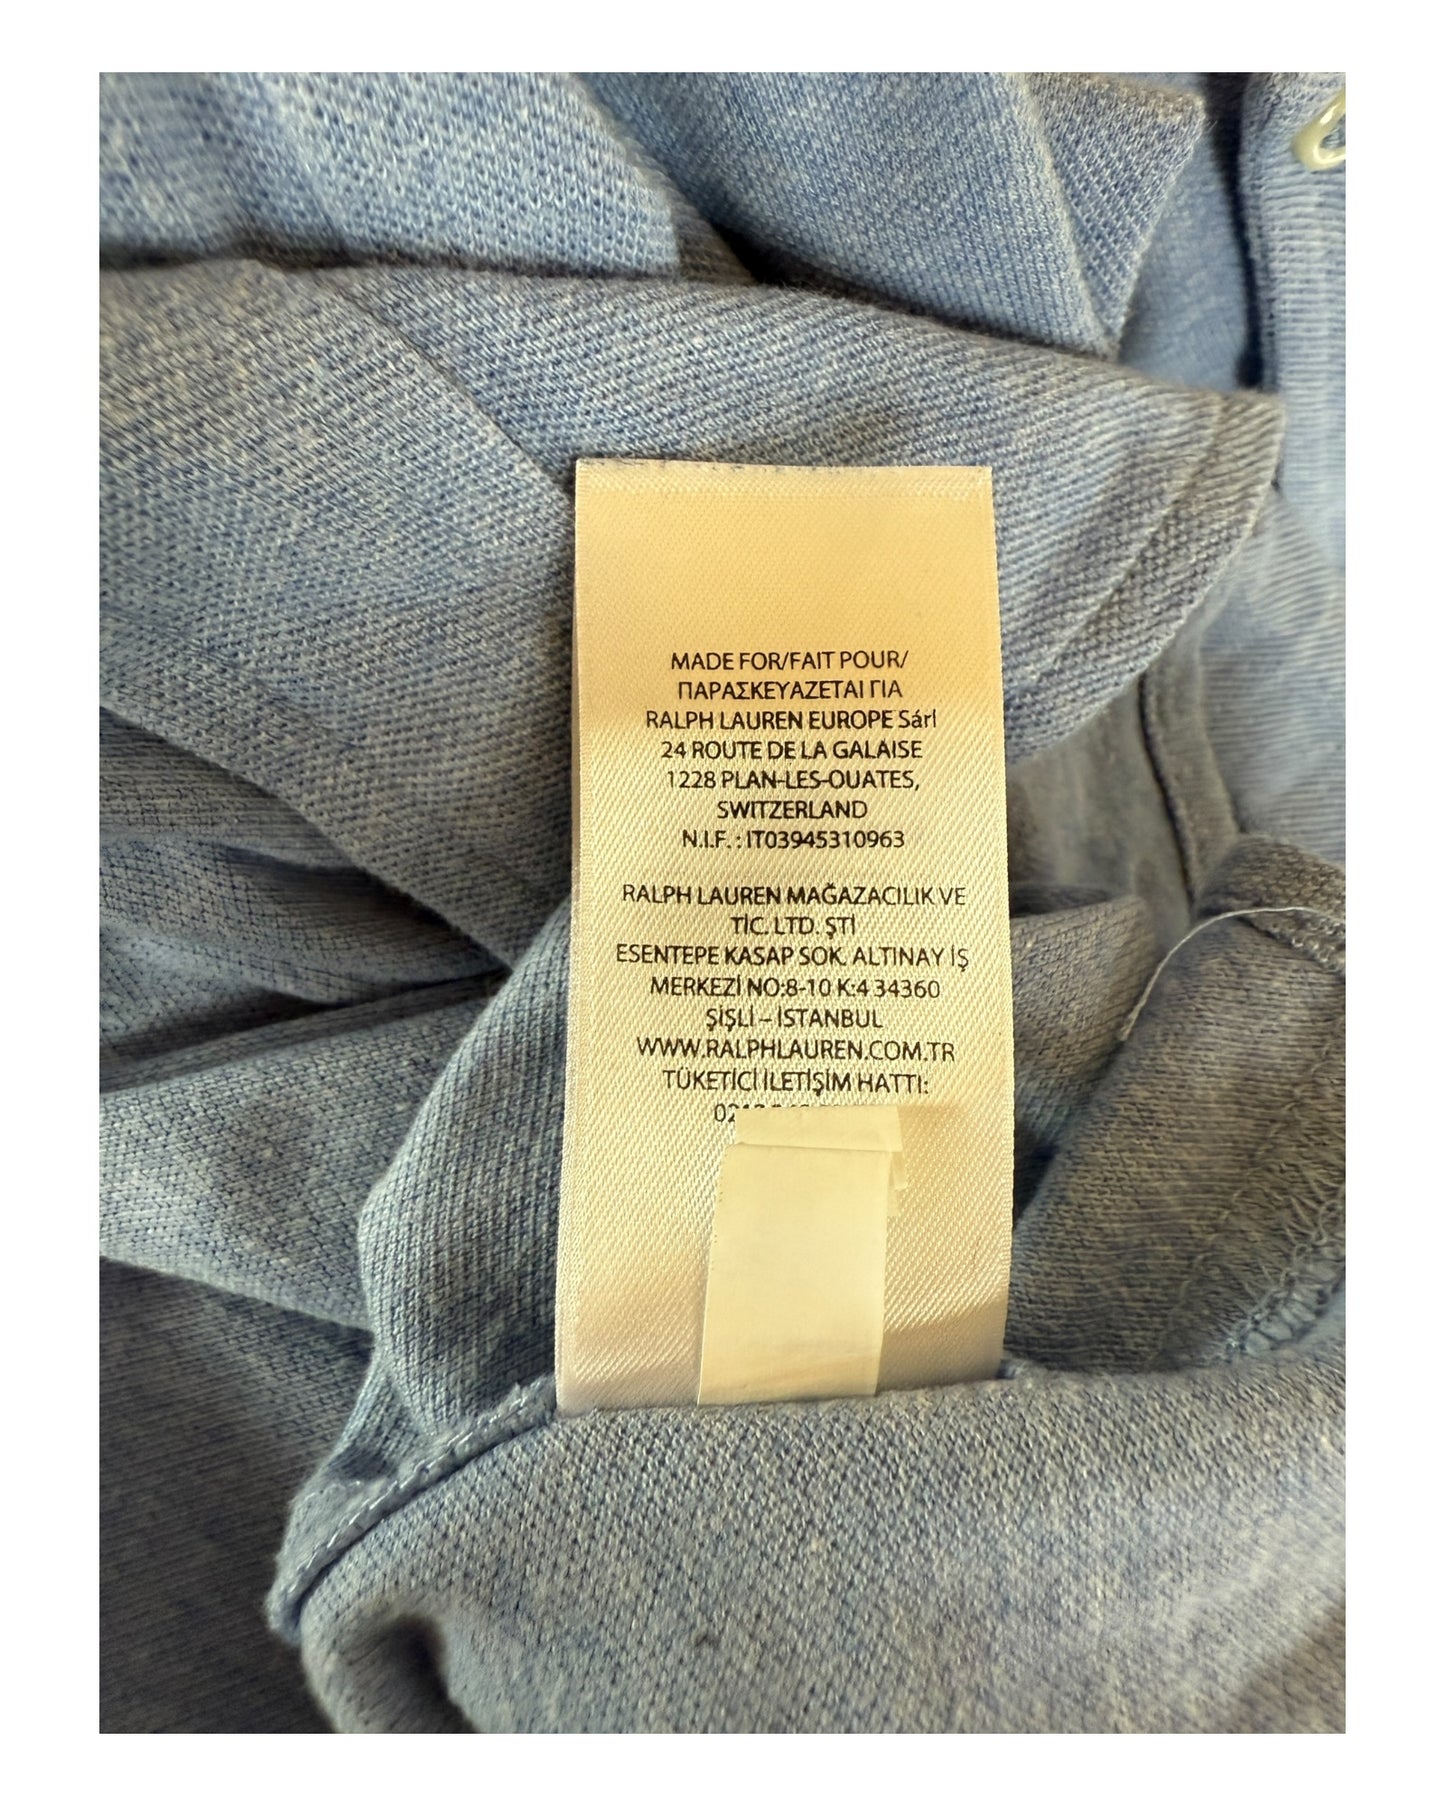 MADE FOR/FAIT POUR/
ΠΑΡΑΣΚΕΥΑΖΕΤΑΙ ΓΙΑ
RALPH LAUREN EUROPE Sárl
24 ROUTE DE LA GALAISE
1228 PLAN-LES-OUATES,
SWITZERLAND
N.I.F. : IT03945310963
RALPH LAUREN MAĞAZACILIK VE
TİC. LTD. ŞTİ
ESENTEPE KASAP SOK. ALTINAY İŞ
MERKEZİ NO:8-10 K:4 34360
ŞİŞLİ – İSTANBUL
WWW.RALPHLAUREN.COM.TR
TÜKETİCİ İLETİŞİM HATTI: